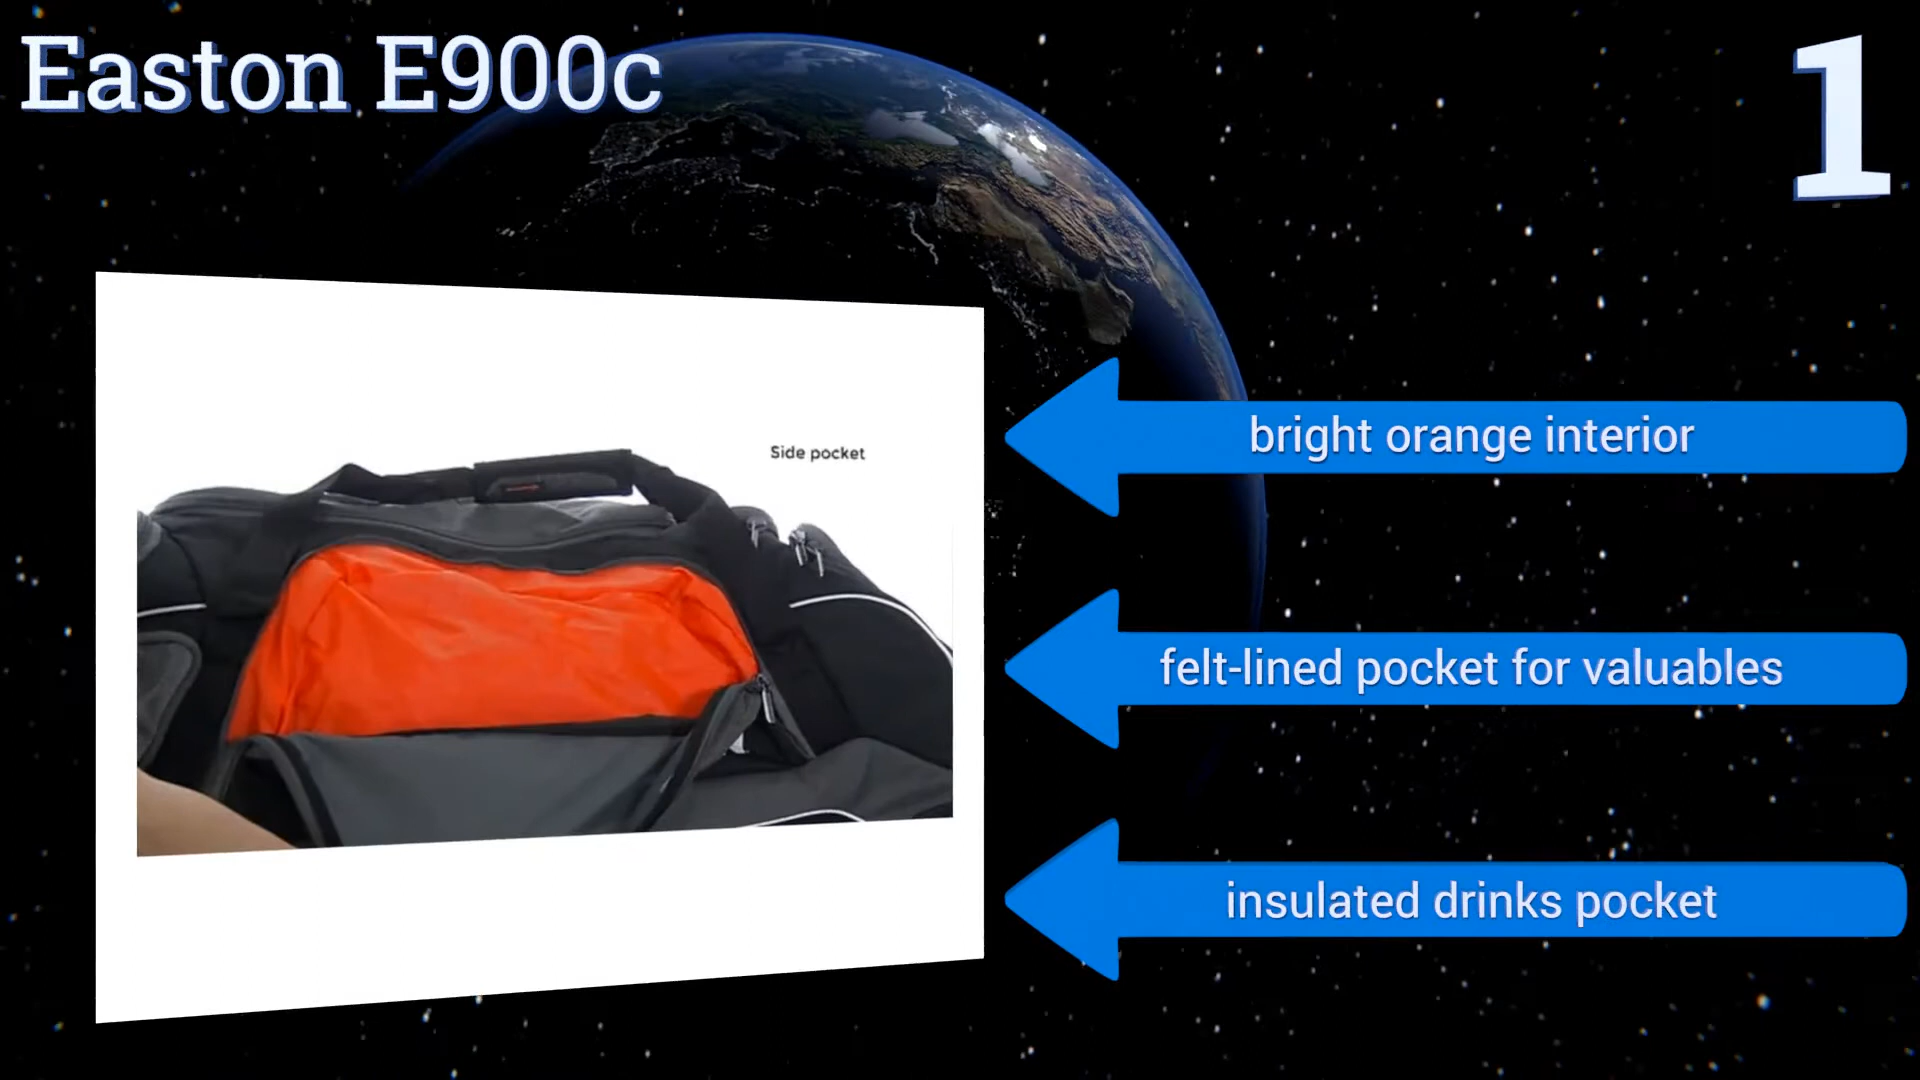 Easton E900c
1
Side pocket
bright orange interior
felt-lined pocket for valuables
insulated drinks pocket